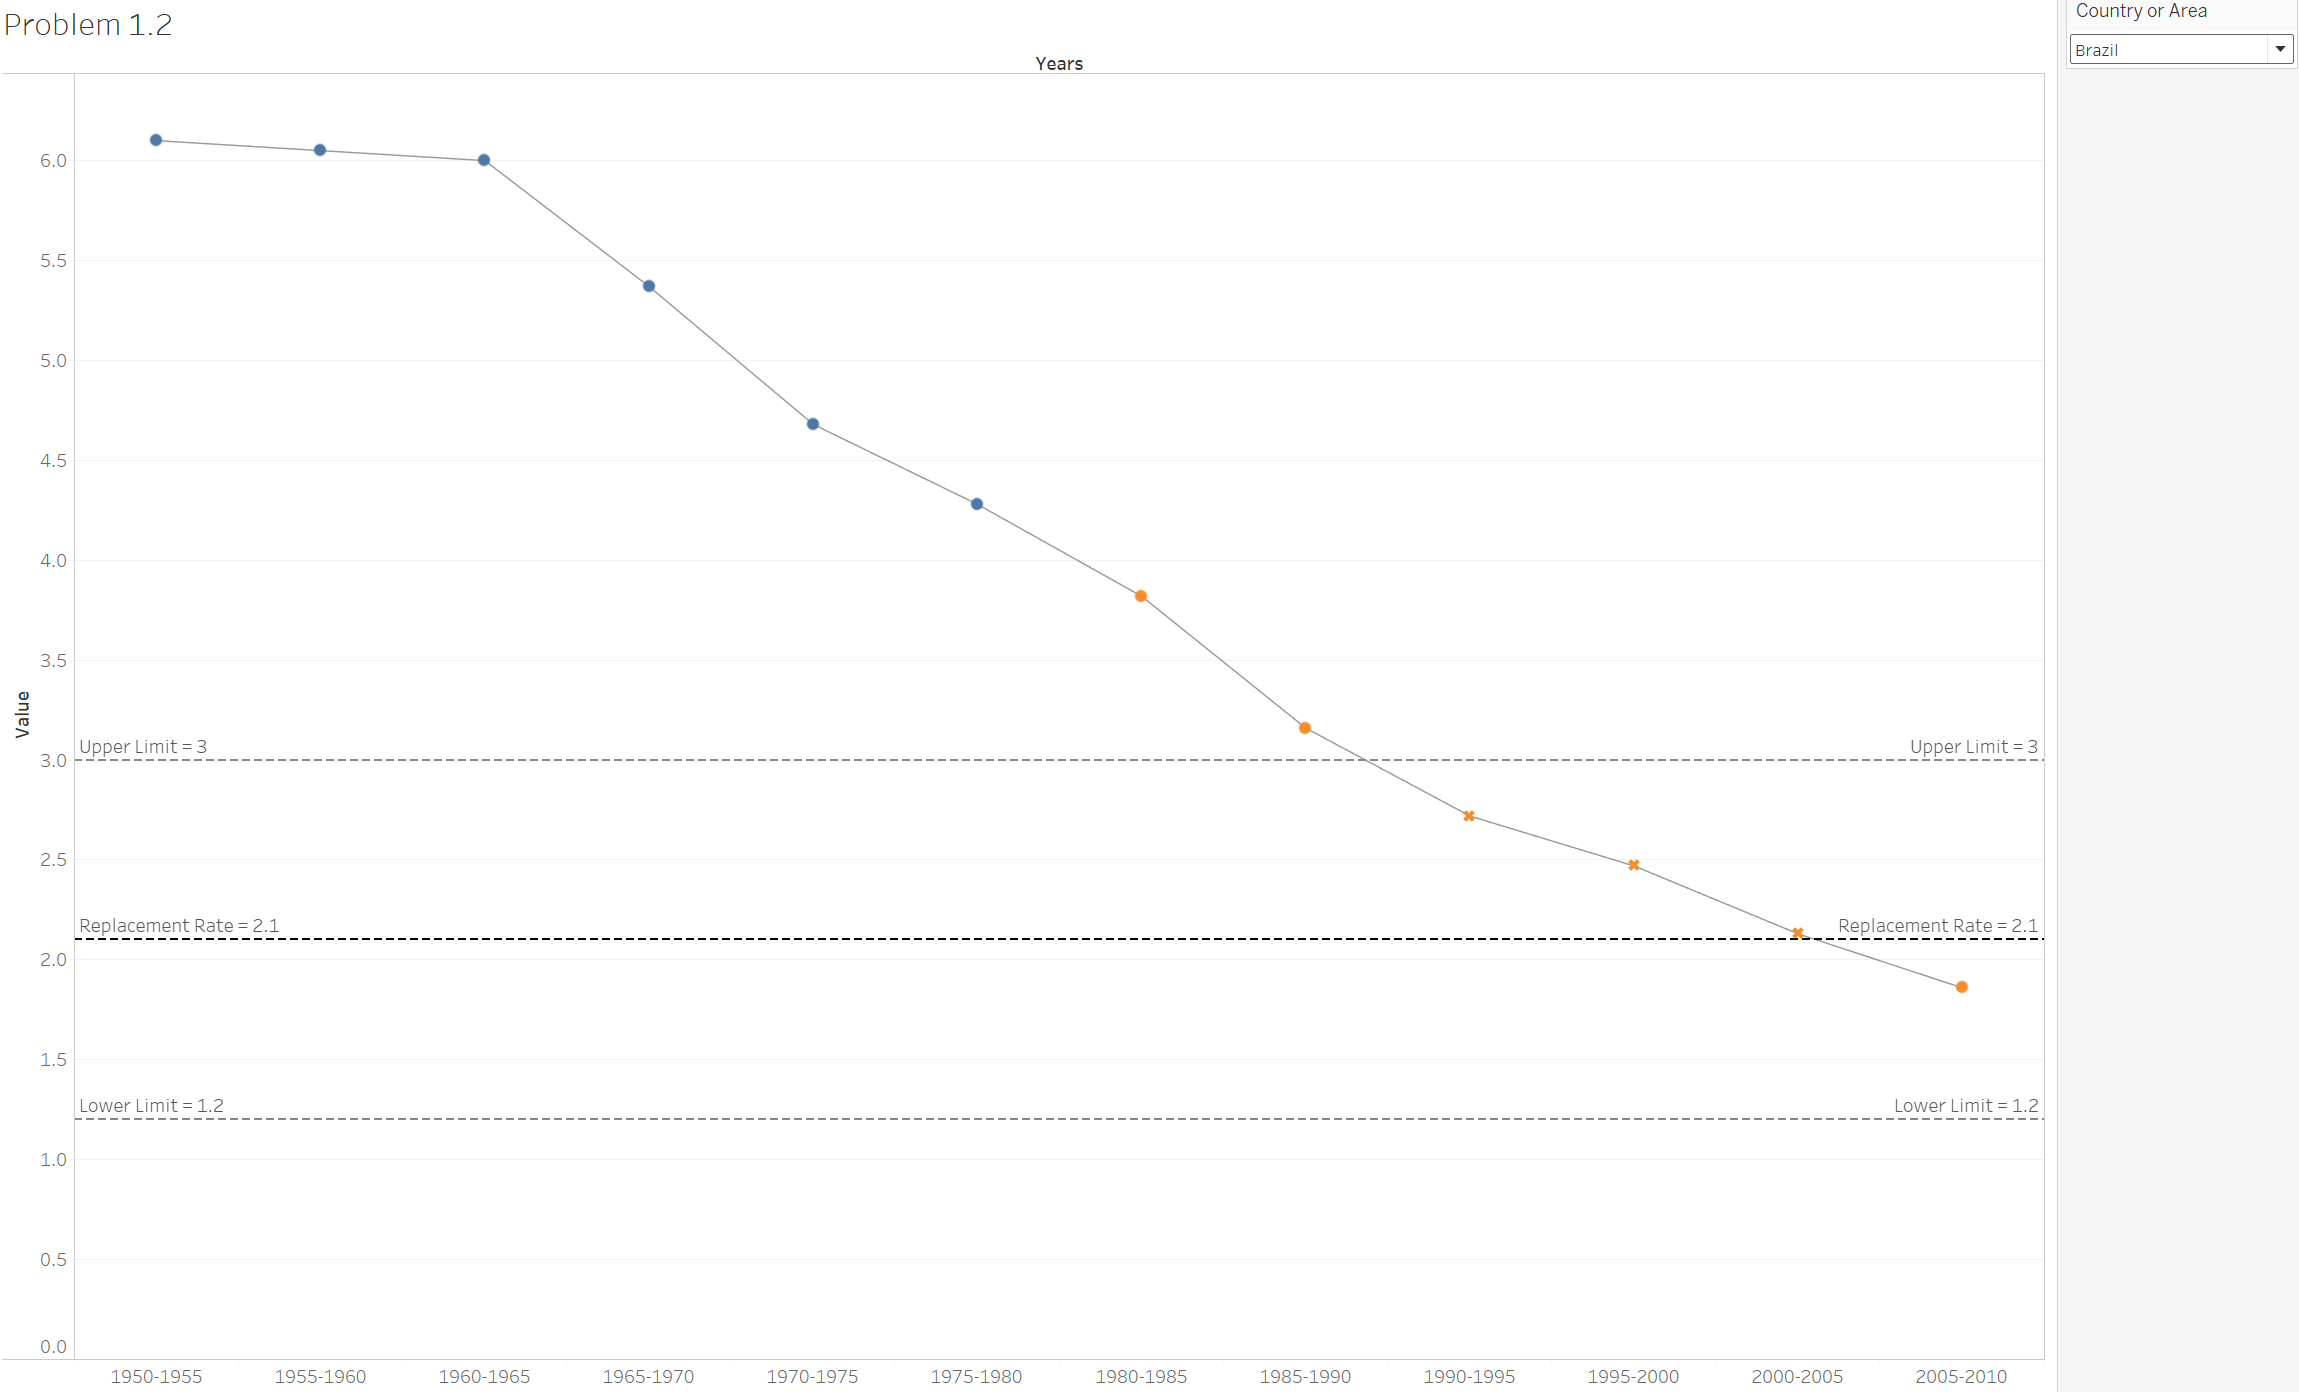 Problem 1.2
Country or Area
Brazil
Years
Value
6.0
5.5
5.0
4.5
4.0
3.5
3.0
2.5
2.0
1.5
1.0
0.5
0.0
Upper Limit = 3
Upper Limit = 3
Replacement Rate = 2.1
Replacement Rate = 2.1
Lower Limit = 1.2
Lower Limit = 1.2
1950-1955 1955-1960 1960-1965 1965-1970 1970-1975 1975-1980 1980-1985 1985-1990 1990-1995 1995-2000 2000-2005 2005-2010